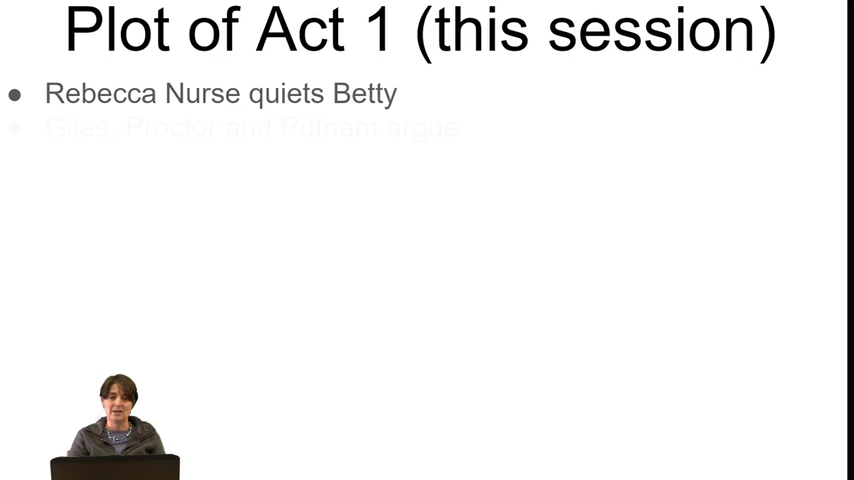 Plot of Act 1 (this session)
● Rebecca Nurse quiets Betty
● Giles, Proctor and Putnam argue